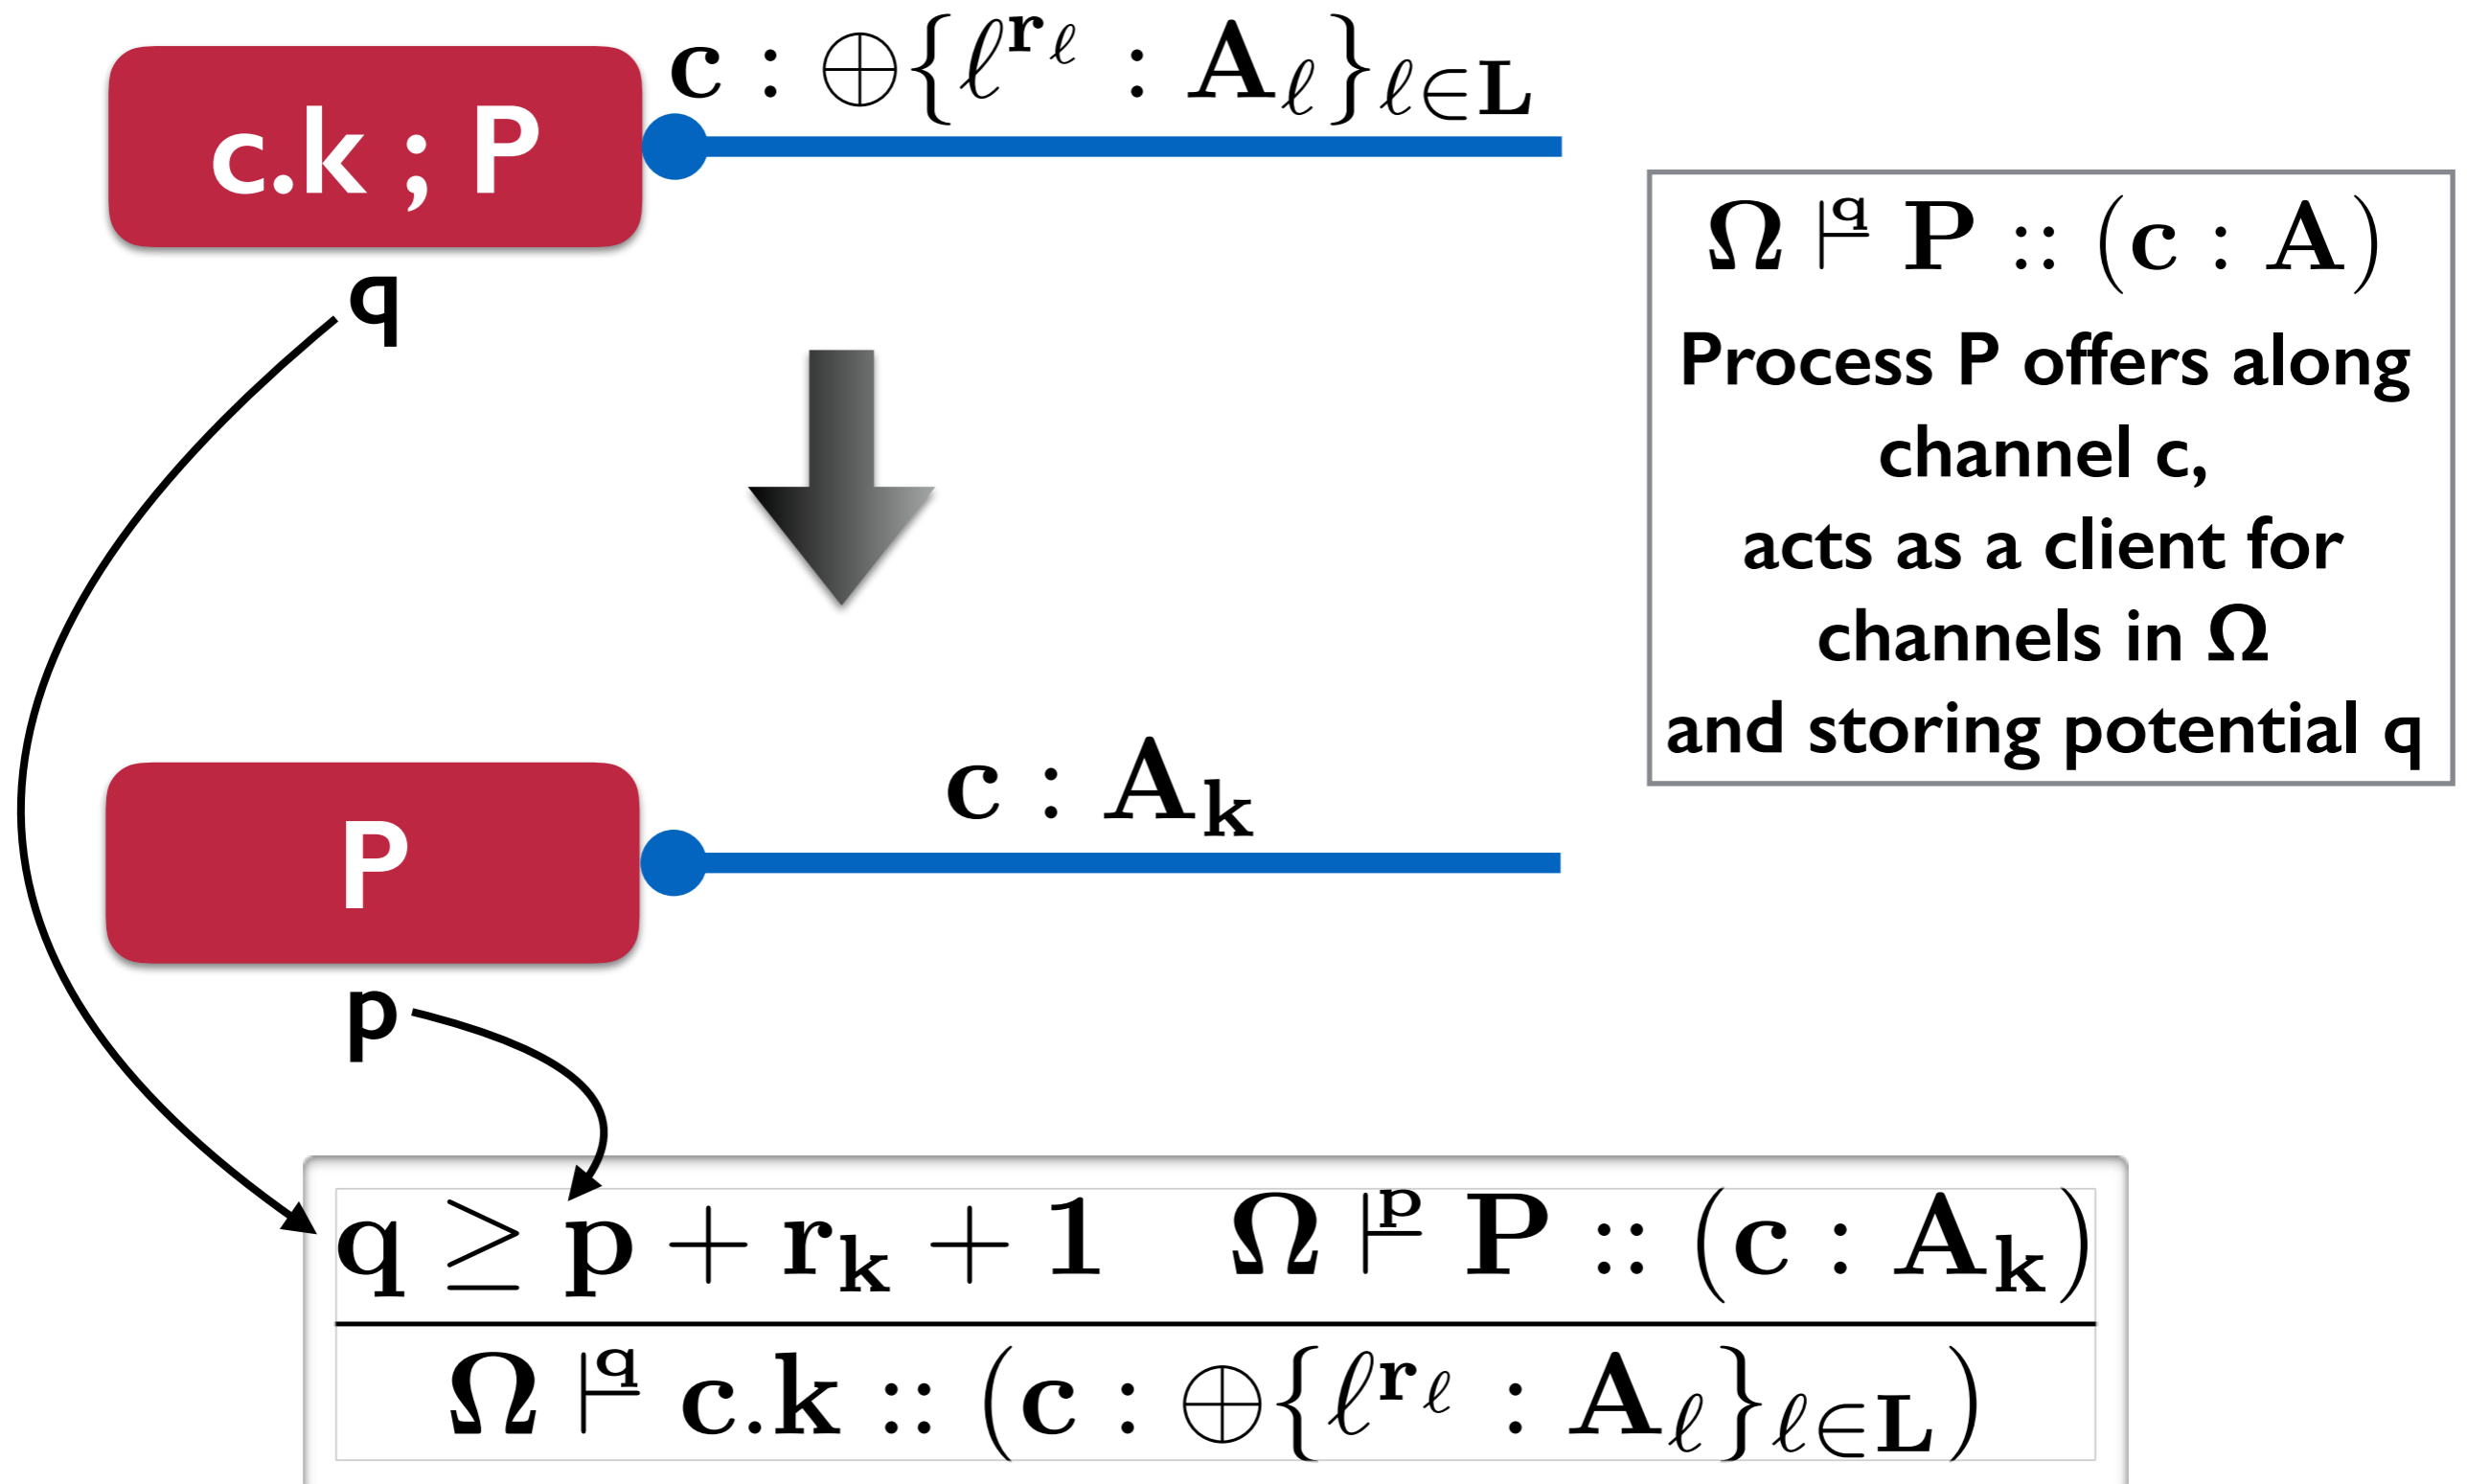 c : ⊕{ℓ^{r_ℓ} : A_ℓ}_{ℓ∈L}
c.k ; P
q
Ω ⊢^q P :: (c : A)
Process P offers along
channel c,
acts as a client for
channels in Ω
and storing potential q
c : A_k
P
p
q ≥ p + r_k + 1 Ω ⊢^p P :: (c : A_k)
Ω ⊢^q c.k :: (c : ⊕{ℓ^{r_ℓ} : A_ℓ}_{ℓ∈L})